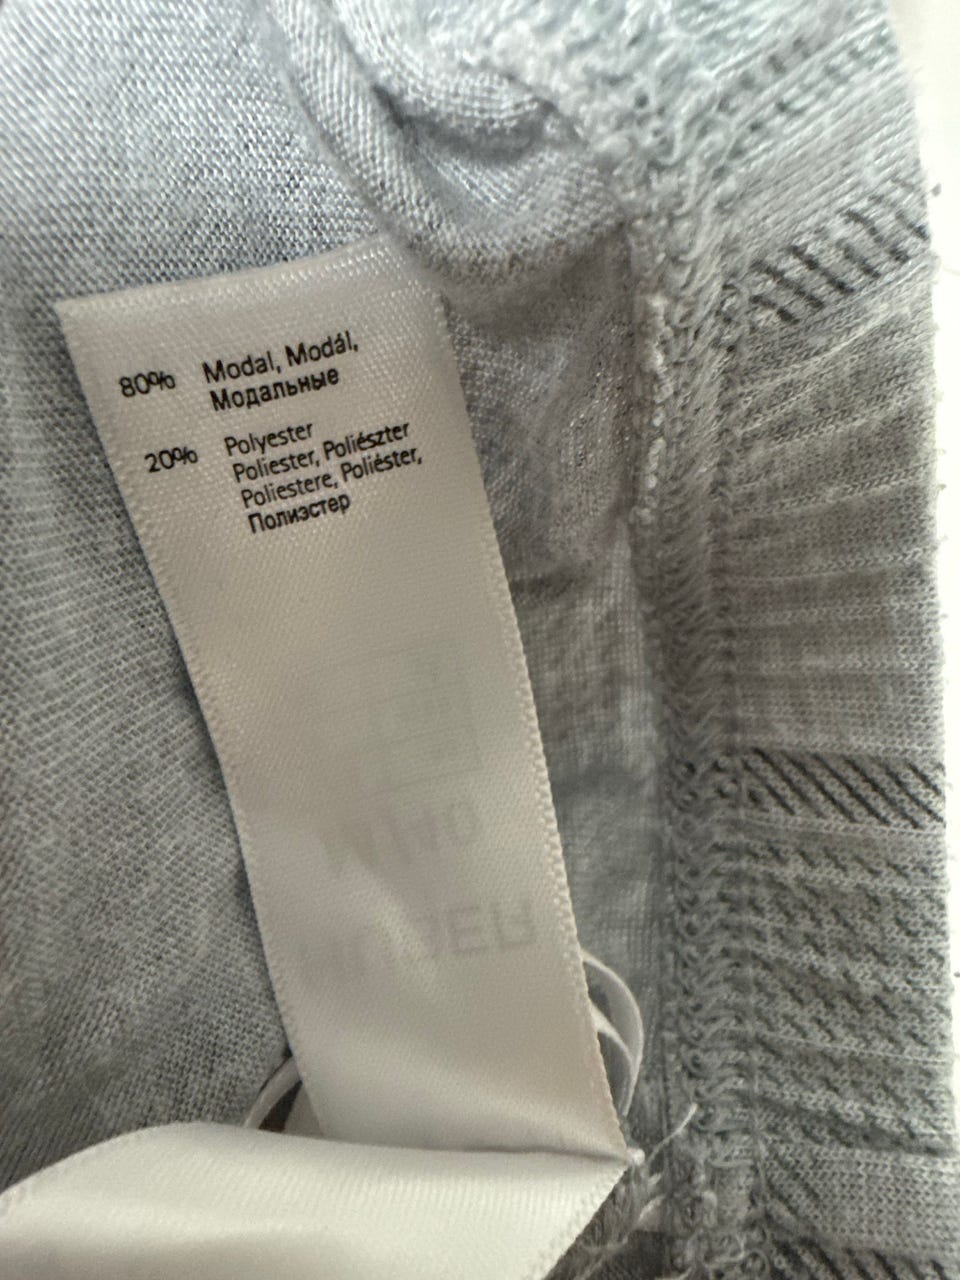 80% Modal, Modál,
Модальные
20% Polyester
Poliester, Poliészter
Poliestere, Poliéster,
Полиэстер